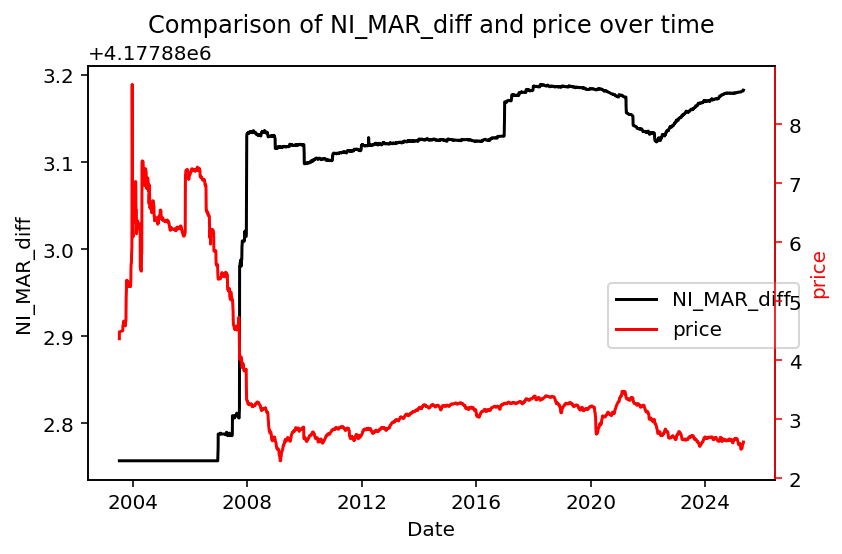 Comparison of NI_MAR_diff and price over time
+4.17788e6
3.2
3.1
3.0
2.9
2.8
NI_MAR_diff
8
7
6
5
4
3
2
price
NI_MAR_diff
price
2004 2008 2012 2016 2020 2024
Date